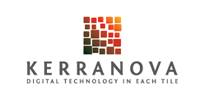 KERRANOVA
DIGITAL TECHNOLOGY IN EACH TILE